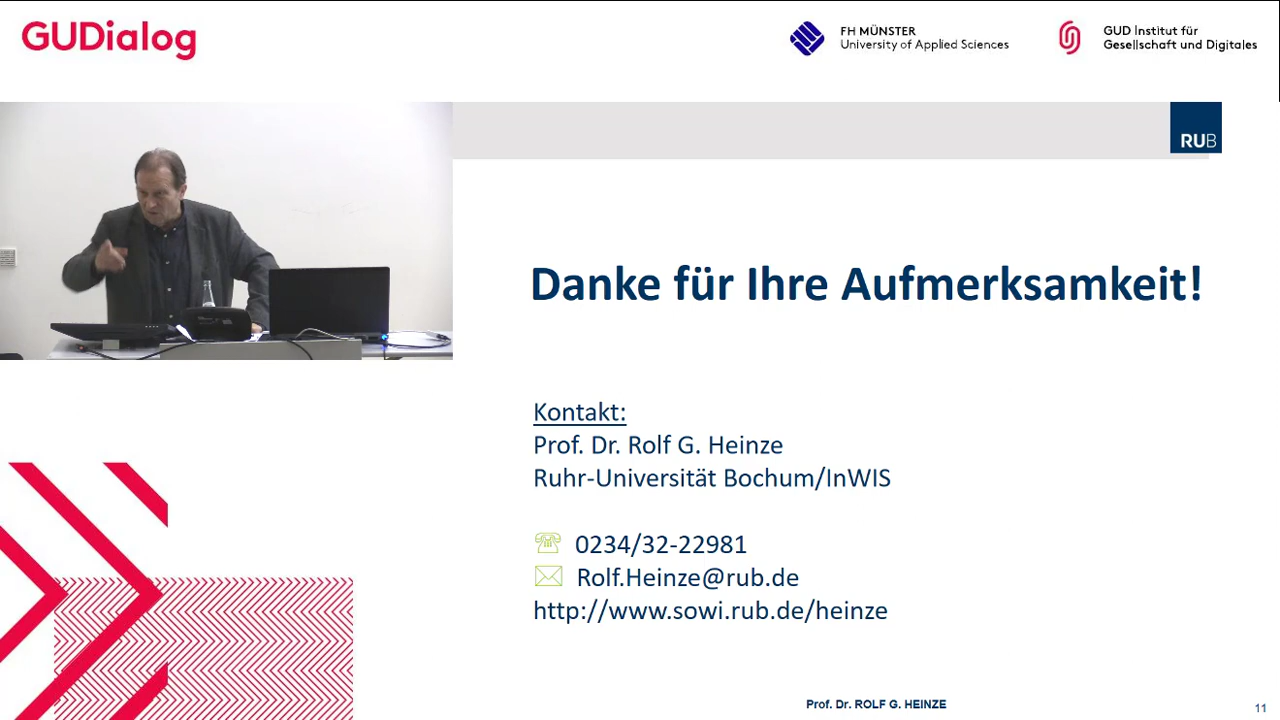 GUDialog
FH MÜNSTER
University of Applied Sciences
GUD Institut für
Gesellschaft und Digitales
RUB
Danke für Ihre Aufmerksamkeit!
Kontakt:
Prof. Dr. Rolf G. Heinze
Ruhr-Universität Bochum/InWIS
0234/32-22981
Rolf.Heinze@rub.de
http://www.sowi.rub.de/heinze
Prof. Dr. ROLF G. HEINZE
11